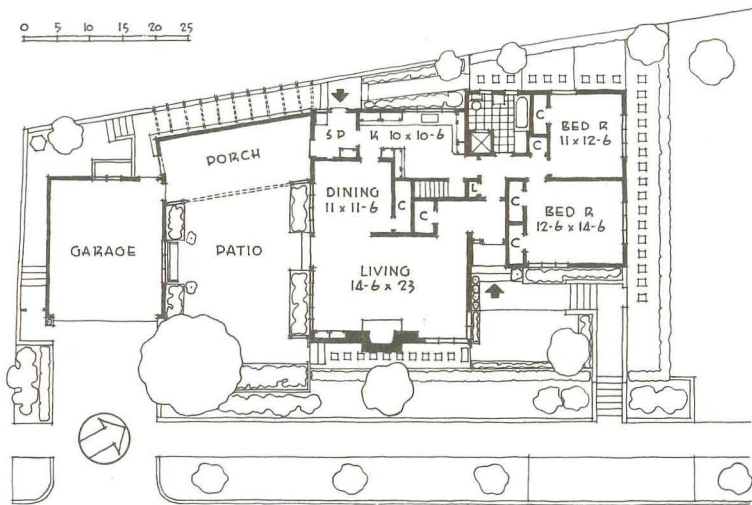 0 5 10 15 20 25
S P
K 10 x 10-6
C
BED R
11 x 12-6
PORCH
C
DINING
11 x 11-6
C
C
L
C
BED R
12-6 x 14-6
C
GARAGE
PATIO
LIVING
14-6 x 23